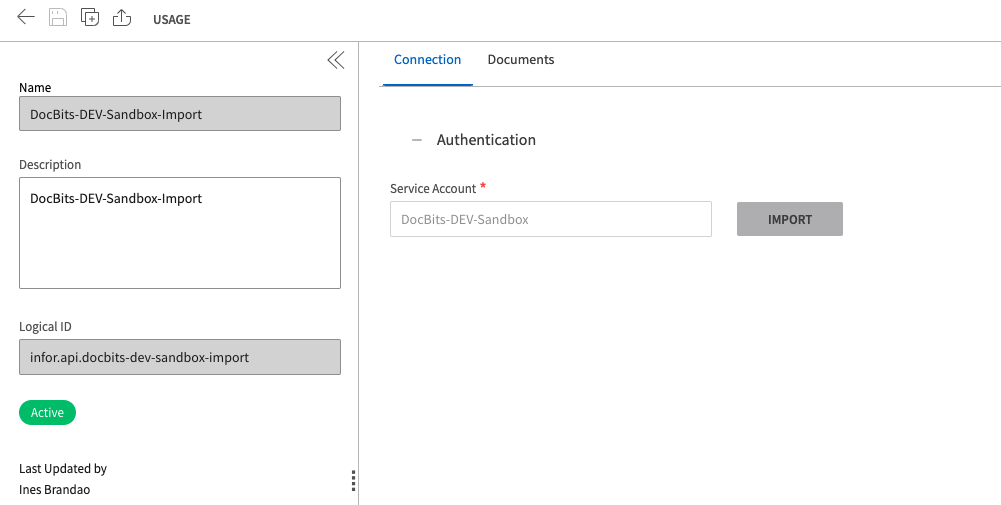 USAGE
Name
DocBits-DEV-Sandbox-Import
Description
DocBits-DEV-Sandbox-Import
Logical ID
infor.api.docbits-dev-sandbox-import
Active
Last Updated by
Ines Brandao
Connection Documents
Authentication
Service Account *
DocBits-DEV-Sandbox
IMPORT